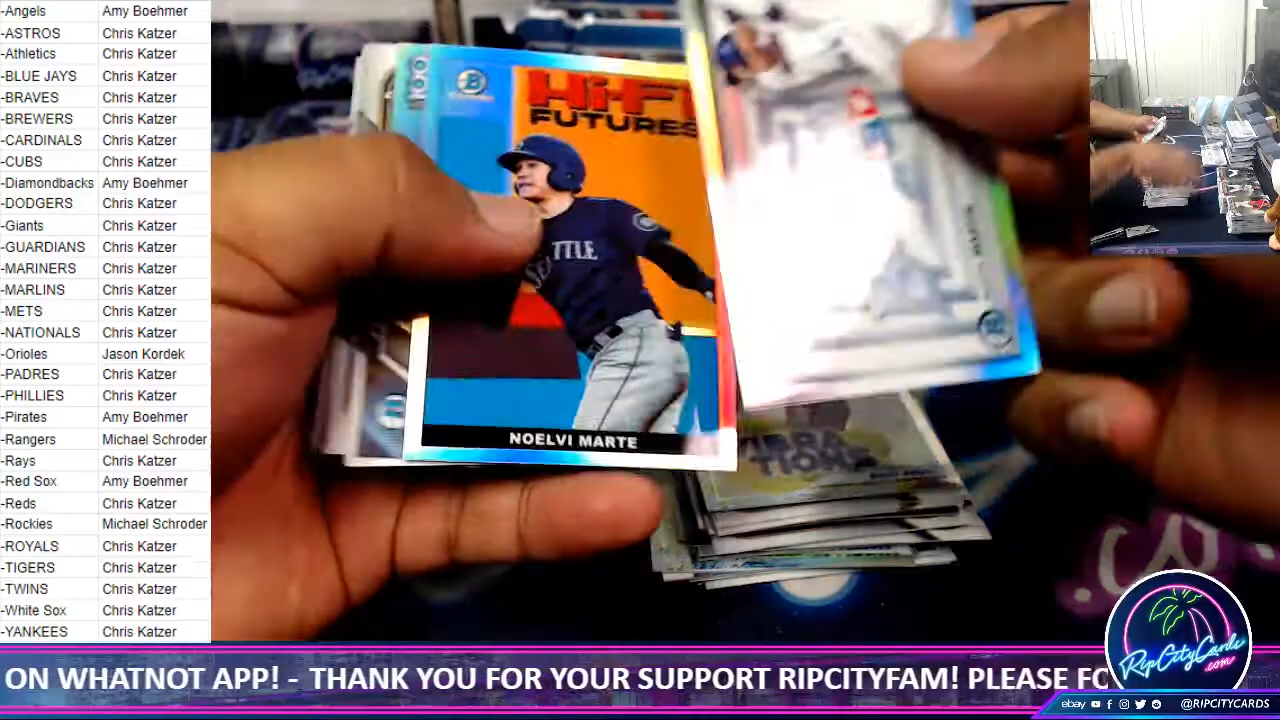 -Angels Amy Boehmer
-ASTROS Chris Katzer
-Athletics Chris Katzer
-BLUE JAYS Chris Katzer
-BRAVES Chris Katzer
-BREWERS Chris Katzer
-CARDINALS Chris Katzer
-CUBS Chris Katzer
-Diamondbacks Amy Boehmer
-DODGERS Chris Katzer
-Giants Chris Katzer
-GUARDIANS Chris Katzer
-MARINERS Chris Katzer
-MARLINS Chris Katzer
-METS Chris Katzer
-NATIONALS Chris Katzer
-Orioles Jason Kordek
-PADRES Chris Katzer
-PHILLIES Chris Katzer
-Pirates Amy Boehmer
-Rangers Michael Schroder
-Rays Chris Katzer
-Red Sox Amy Boehmer
-Reds Chris Katzer
-Rockies Michael Schroder
-ROYALS Chris Katzer
-TIGERS Chris Katzer
-TWINS Chris Katzer
-White Sox Chris Katzer
-YANKEES Chris Katzer
HI-FI
FUTURES
SEATTLE
NOELVI MARTE
ON WHATNOT APP! - THANK YOU FOR YOUR SUPPORT RIPCITYFAM! PLEASE FO
RipCityCards
.com
ebay @RIPCITYCARDS